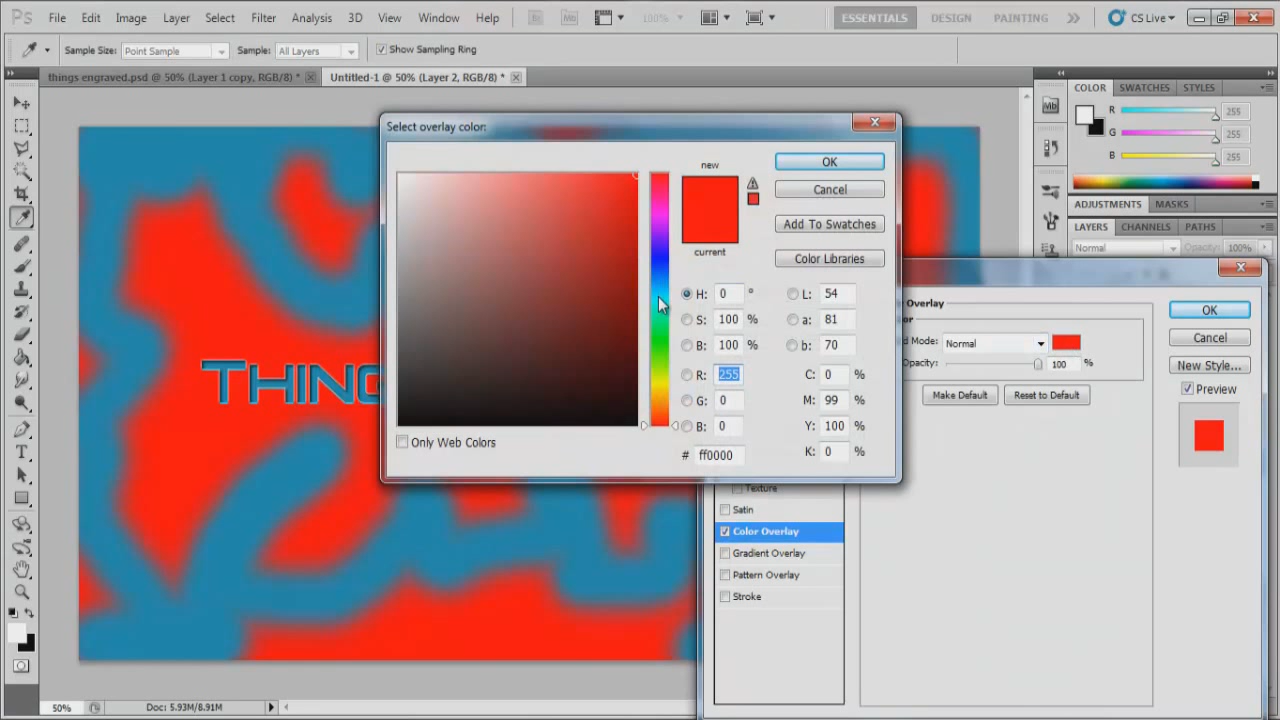 Ps File Edit Image Layer Select Filter Analysis 3D View Window Help Br Mb 100% ESSENTIALS DESIGN PAINTING CS Live
Sample Size: Point Sample Sample: All Layers Show Sampling Ring
things engraved.psd @ 50% (Layer 1 copy, RGB/8) * Untitled-1 @ 50% (Layer 2, RGB/8) *
Mb
COLOR SWATCHES STYLES
R 255
G 255
B 255
ADJUSTMENTS MASKS
LAYERS CHANNELS PATHS
Normal Opacity: 100%
Select overlay color:
new
current
OK
Cancel
Add To Swatches
Color Libraries
H: 0 ° L: 54
S: 100 % a: 81
B: 100 % b: 70
R: 255 C: 0 %
G: 0 M: 99 %
B: 0 Y: 100 %
# ff0000 K: 0 %
Only Web Colors
THING
Overlay
d Mode: Normal
Opacity: 100 %
Make Default Reset to Default
OK
Cancel
New Style...
Preview
Texture
Satin
Color Overlay
Gradient Overlay
Pattern Overlay
Stroke
50% Doc: 5.93M/8.91M